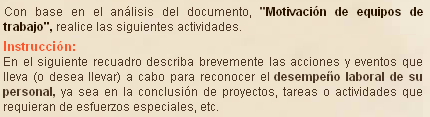 Con base en el análisis del documento, "Motivación de equipos de
trabajo", realice las siguientes actividades.
Instrucción:
En el siguiente recuadro describa brevemente las acciones y eventos que
lleva (o desea llevar) a cabo para reconocer el desempeño laboral de su
personal, ya sea en la conclusión de proyectos, tareas o actividades que
requieran de esfuerzos especiales, etc.